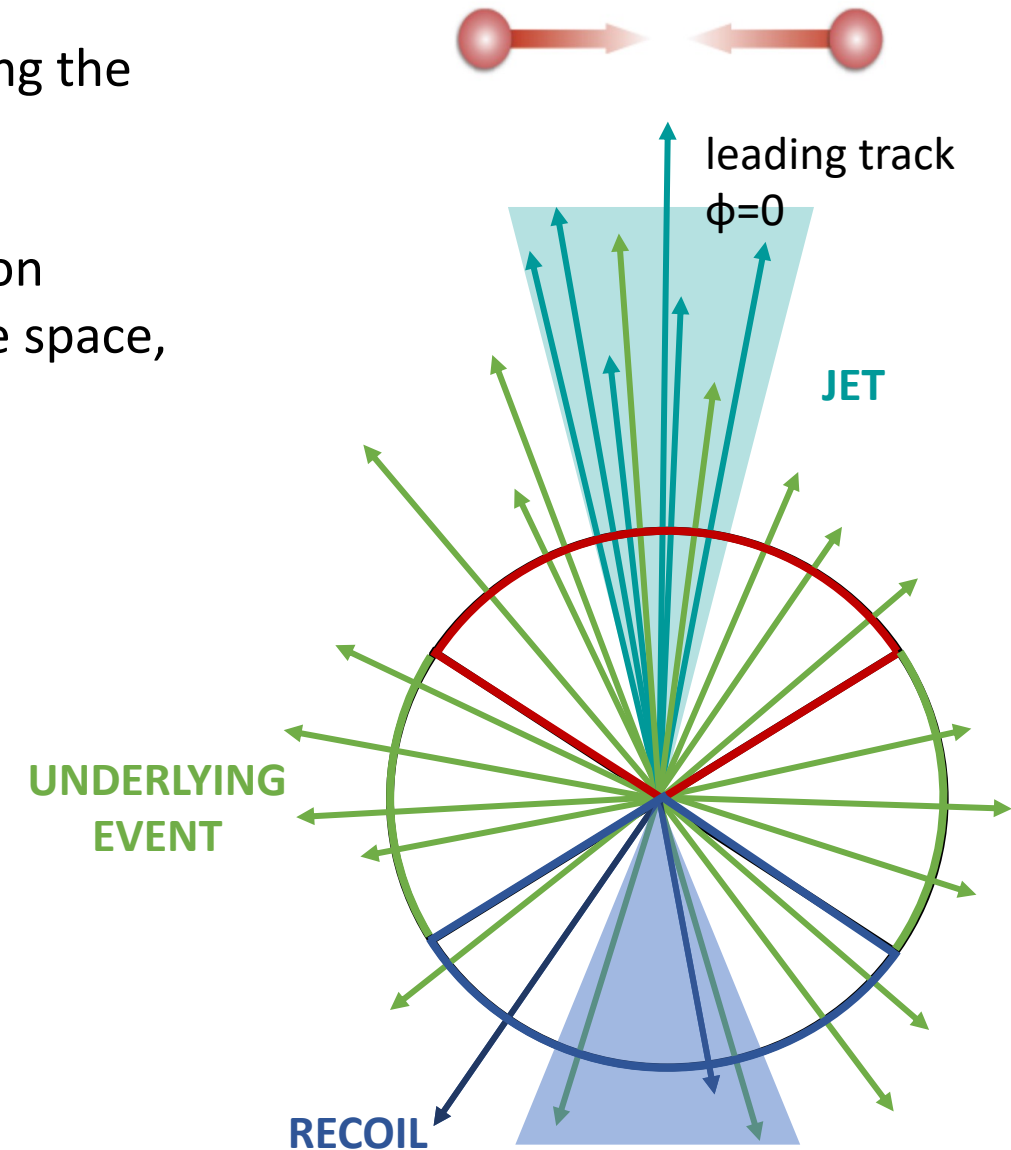 ng the
on
e space,
leading track
ϕ=0
JET
UNDERLYING
EVENT
RECOIL